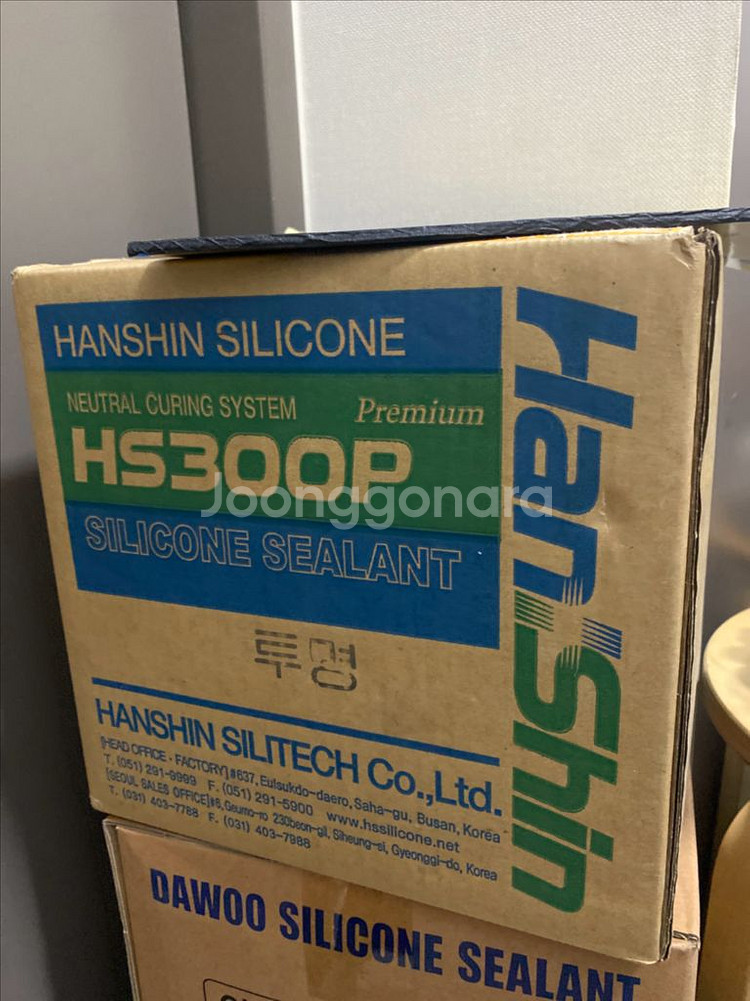 HANSHIN SILICONE
NEUTRAL CURING SYSTEM Premium
HS300P
SILICONE SEALANT
HanShin
Joonggonara
투명
HANSHIN SILITECH Co.,Ltd.
[HEAD OFFICE · FACTORY] #637, Eulsukdo-daero, Saha-gu, Busan, Korea
T. (051) 291-9999 F. (051) 291-5900 www.hssilicone.net
[SEOUL SALES OFFICE] #6, Geumo-ro 230beon-gil, Siheung-si, Gyeonggi-do, Korea
T. (031) 403-7788 F. (031) 403-7988
DAWOO SILICONE SEALANT